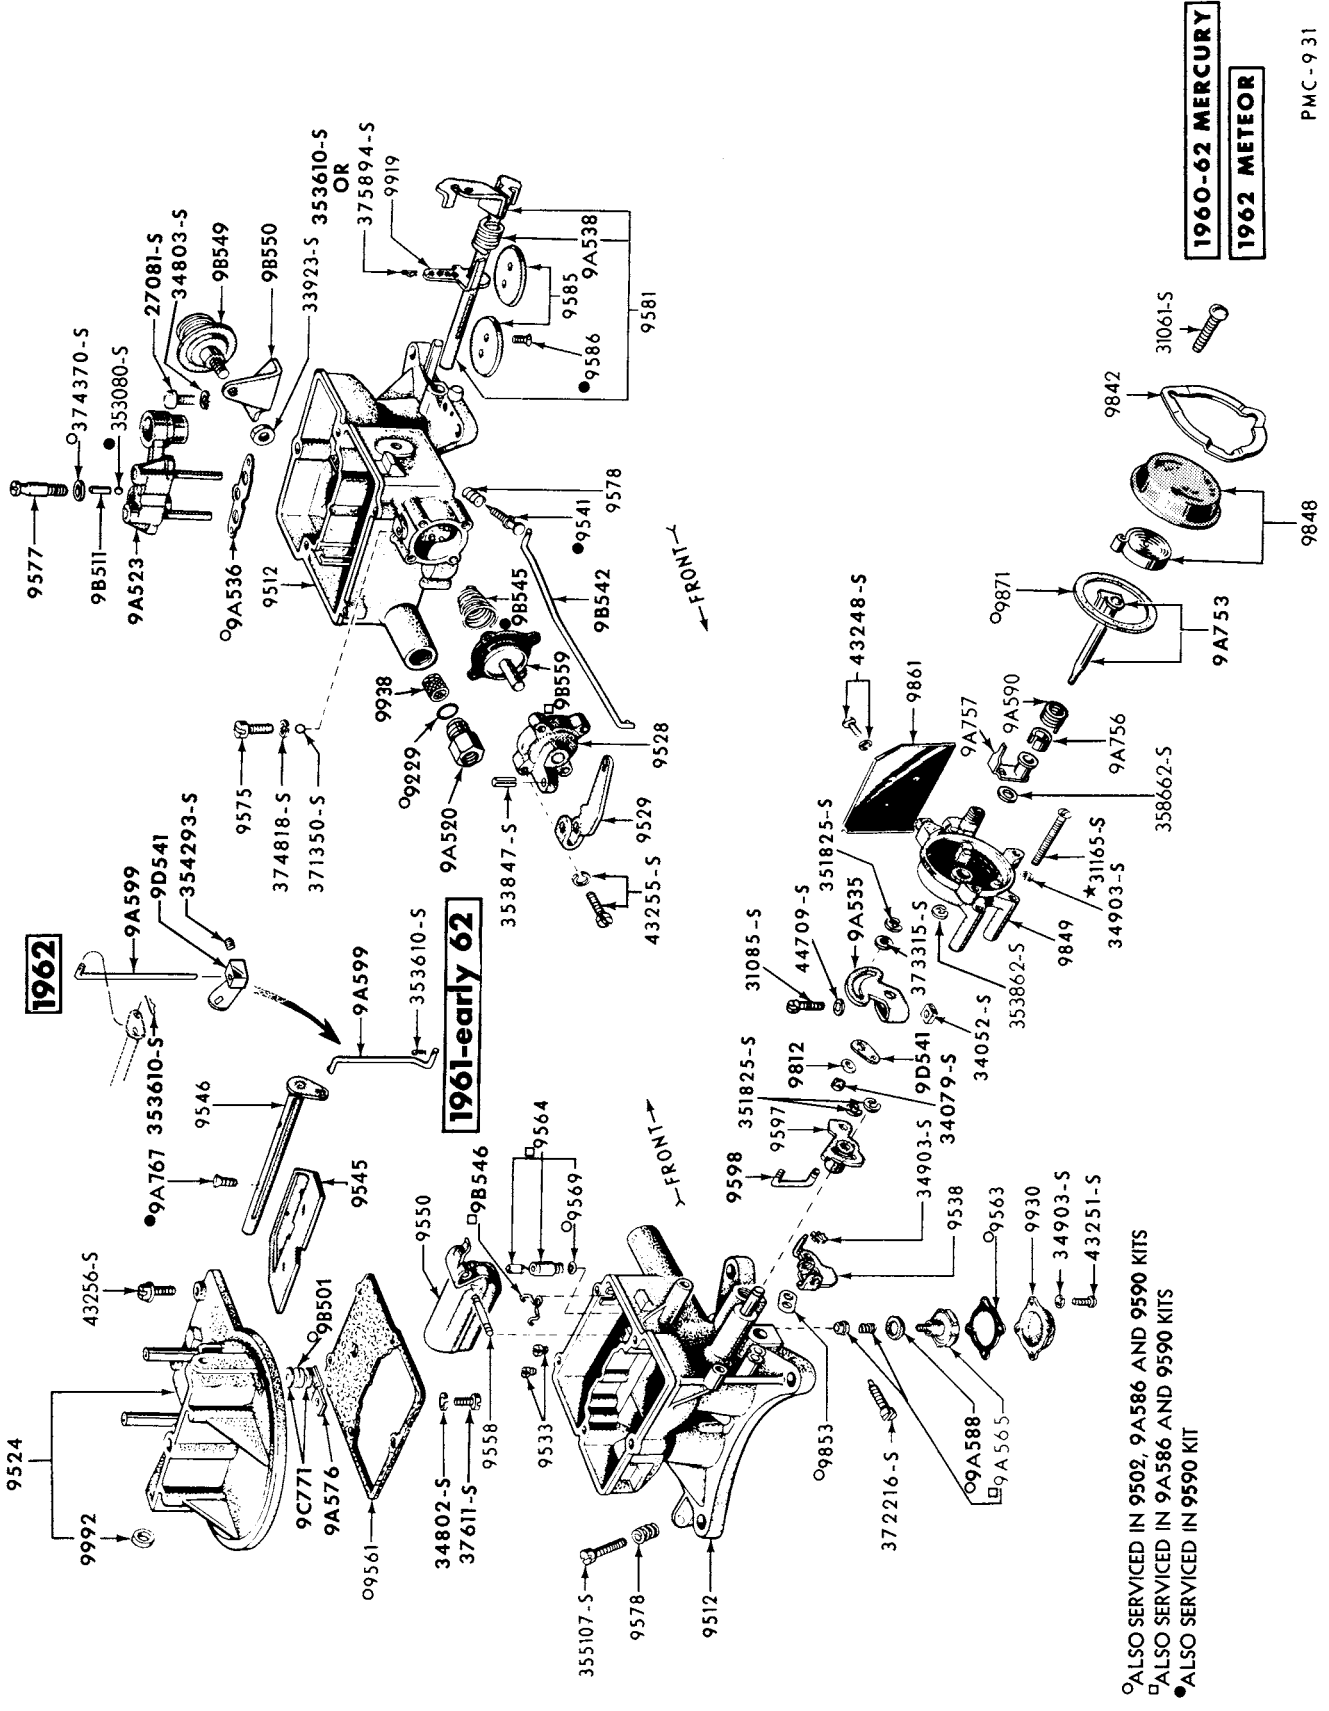 9524
9992
43256-S
●9A767
353610-S
9546
9545
○9B501
9C771
9A576
○9561
34802-S
37611-S
9558
9550
□9B546
□9564
○9569
9533
355107-S
9578
9512
1962
9A599
9D541
354293-S
9A599
353610-S
1961-early 62
←FRONT
9577
○374370-S
9B511
●353080-S
9A523
27081-S
34803-S
9B549
9B550
○9A536
9512
33923-S
353610-S
OR
375894-S
9919
9A538
9585
●9586
9581
9575
374818-S
371350-S
9938
○9229
9A520
●9B545
□9B559
●9541
9578
9B542
353847-S
9528
9529
43255-S
←FRONT
9598
9597
351825-S
9812
31085-S
44709-S
9A535
351825-S
373315-S
9D541
34079-S
34052-S
353862-S
34903-S
9538
○9563
9930
34903-S
43251-S
○9853
372216-S
○9A588
□9A565
43248-S
9861
9A757
9A590
9A756
358662-S
★31165-S
34903-S
9849
○9871
9A753
9848
9842
31061-S
○ALSO SERVICED IN 9502, 9A586 AND 9590 KITS
□ALSO SERVICED IN 9A586 AND 9590 KITS
●ALSO SERVICED IN 9590 KIT
1960-62 MERCURY
1962 METEOR
PMC-9 31